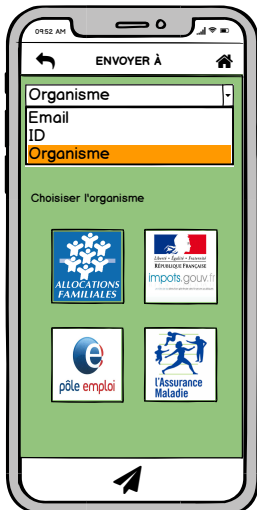 09:52 AM
ENVOYER À
Organisme
Email
ID
Organisme
Choisiser l'organisme
ALLOCATIONS
FAMILIALES
Liberté • Égalité • Fraternité
RÉPUBLIQUE FRANÇAISE
impots.gouv.fr
pôle emploi
l'Assurance
Maladie